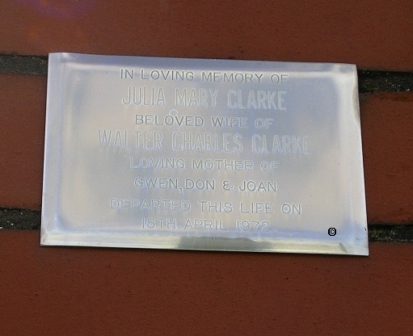 IN LOVING MEMORY OF
JULIA MARY CLARKE
BELOVED WIFE OF
WALTER CHARLES CLARKE
LOVING MOTHER OF
GWEN, DON & JOAN
DEPARTED THIS LIFE ON
APRIL